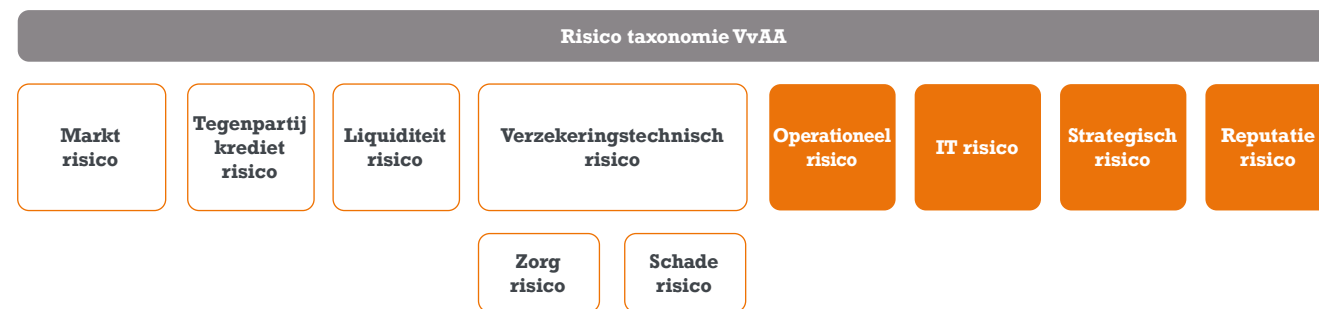 Risico taxonomie VvAA
Markt
risico
Tegenpartij
krediet
risico
Liquiditeit
risico
Verzekeringstechnisch
risico
Operationeel
risico
IT risico
Strategisch
risico
Reputatie
risico
Zorg
risico
Schade
risico